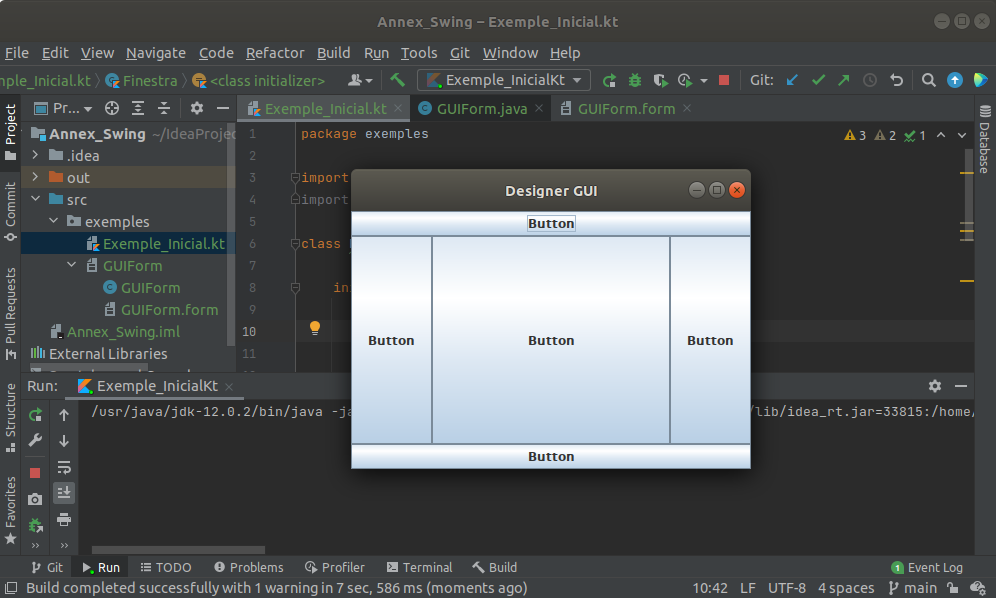 Annex_Swing – Exemple_Inicial.kt
File Edit View Navigate Code Refactor Build Run Tools Git Window Help
nple_Inicial.kt Finestra <class initializer> Exemple_InicialKt Git:
Project Pr... Exemple_Inicial.kt GUIForm.java GUIForm.form Database
Annex_Swing ~/IdeaProjec 1 package exemples 3 2 1
.idea 2
out 3 import
src 4 import
Commit exemples 5
Exemple_Inicial.kt 6 class
GUIForm 7
GUIForm 8 in
Pull Requests GUIForm.form 9
Annex_Swing.iml 10
External Libraries 11
Designer GUI
Button
Button Button Button
Button
Run: Exemple_InicialKt
Structure /usr/java/jdk-12.0.2/bin/java -ja /lib/idea_rt.jar=33815:/home/
Favorites
Git Run TODO Problems Profiler Terminal Build 1 Event Log
Build completed successfully with 1 warning in 7 sec, 586 ms (moments ago) 10:42 LF UTF-8 4 spaces main